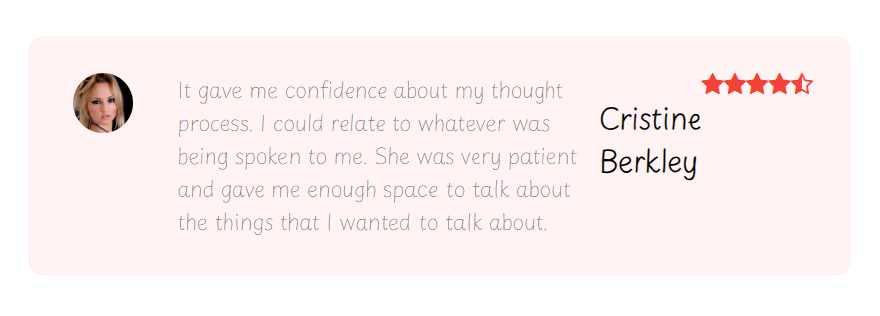 It gave me confidence about my thought
process. I could relate to whatever was
being spoken to me. She was very patient
and gave me enough space to talk about
the things that I wanted to talk about.
Cristine
Berkley